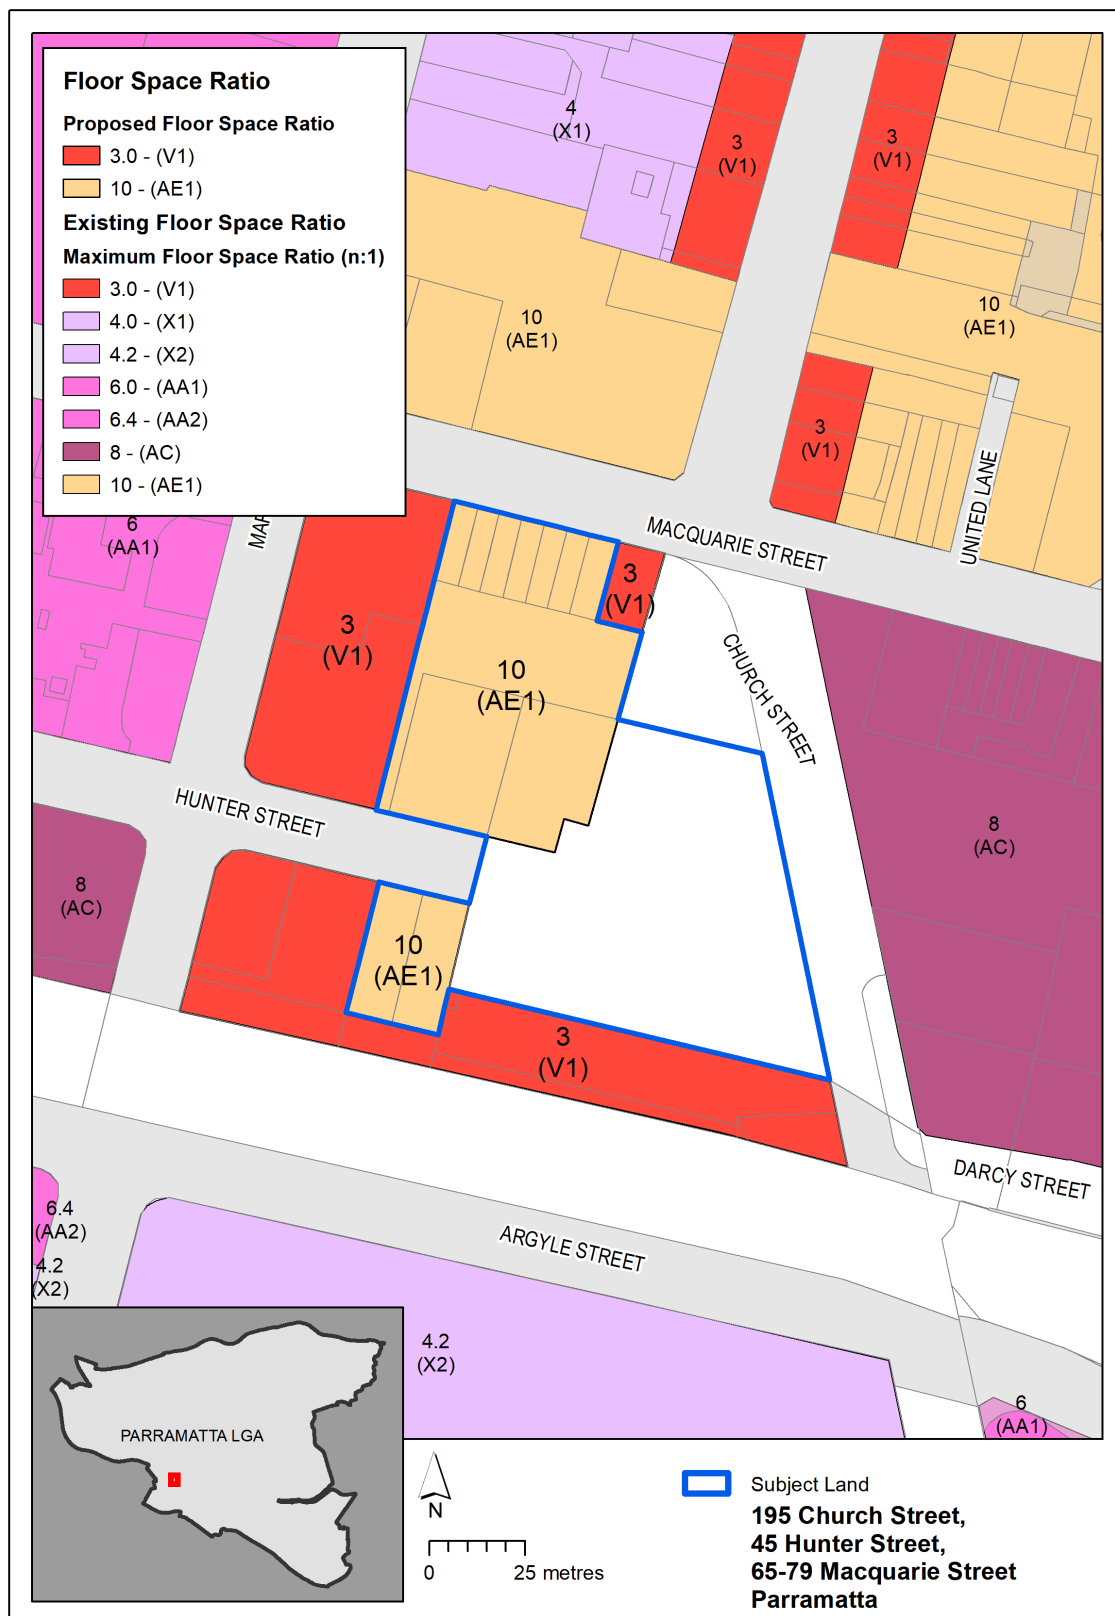 Floor Space Ratio
Proposed Floor Space Ratio
3.0 - (V1)
10 - (AE1)
Existing Floor Space Ratio
Maximum Floor Space Ratio (n:1)
3.0 - (V1)
4.0 - (X1)
4.2 - (X2)
6.0 - (AA1)
6.4 - (AA2)
8 - (AC)
10 - (AE1)
4
(X1)
3
(V1)
3
(V1)
10
(AE1)
10
(AE1)
3
(V1)
UNITED LANE
MACQUARIE STREET
6
(AA1)
MAR
3
(V1)
3
(V1)
10
(AE1)
CHURCH STREET
HUNTER STREET
8
(AC)
8
(AC)
10
(AE1)
3
(V1)
DARCY STREET
6.4
(AA2)
4.2
(X2)
ARGYLE STREET
4.2
(X2)
6
(AA1)
PARRAMATTA LGA
N
0 25 metres
Subject Land
195 Church Street,
45 Hunter Street,
65-79 Macquarie Street
Parramatta